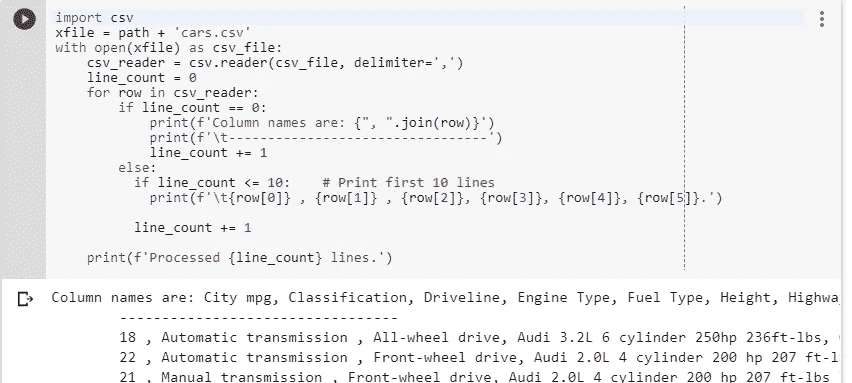 import csv
xfile = path + 'cars.csv'
with open(xfile) as csv_file:
    csv_reader = csv.reader(csv_file, delimiter=',')
    line_count = 0
    for row in csv_reader:
        if line_count == 0:
            print(f'Column names are: {", ".join(row)}')
            print(f'\t---------------------------------')
            line_count += 1
        else:
          if line_count <= 10:    # Print first 10 lines
            print(f'\t{row[0]} , {row[1]} , {row[2]}, {row[3]}, {row[4]}, {row[5]}.')
          line_count += 1
    print(f'Processed {line_count} lines.')
Column names are: City mpg, Classification, Driveline, Engine Type, Fuel Type, Height, Highwa
---------------------------------
18 , Automatic transmission , All-wheel drive, Audi 3.2L 6 cylinder 250hp 236ft-lbs,
22 , Automatic transmission , Front-wheel drive, Audi 2.0L 4 cylinder 200 hp 207 ft-l
21 , Manual transmission , Front-wheel drive, Audi 2.0L 4 cylinder 200 hp 207 ft-lbs